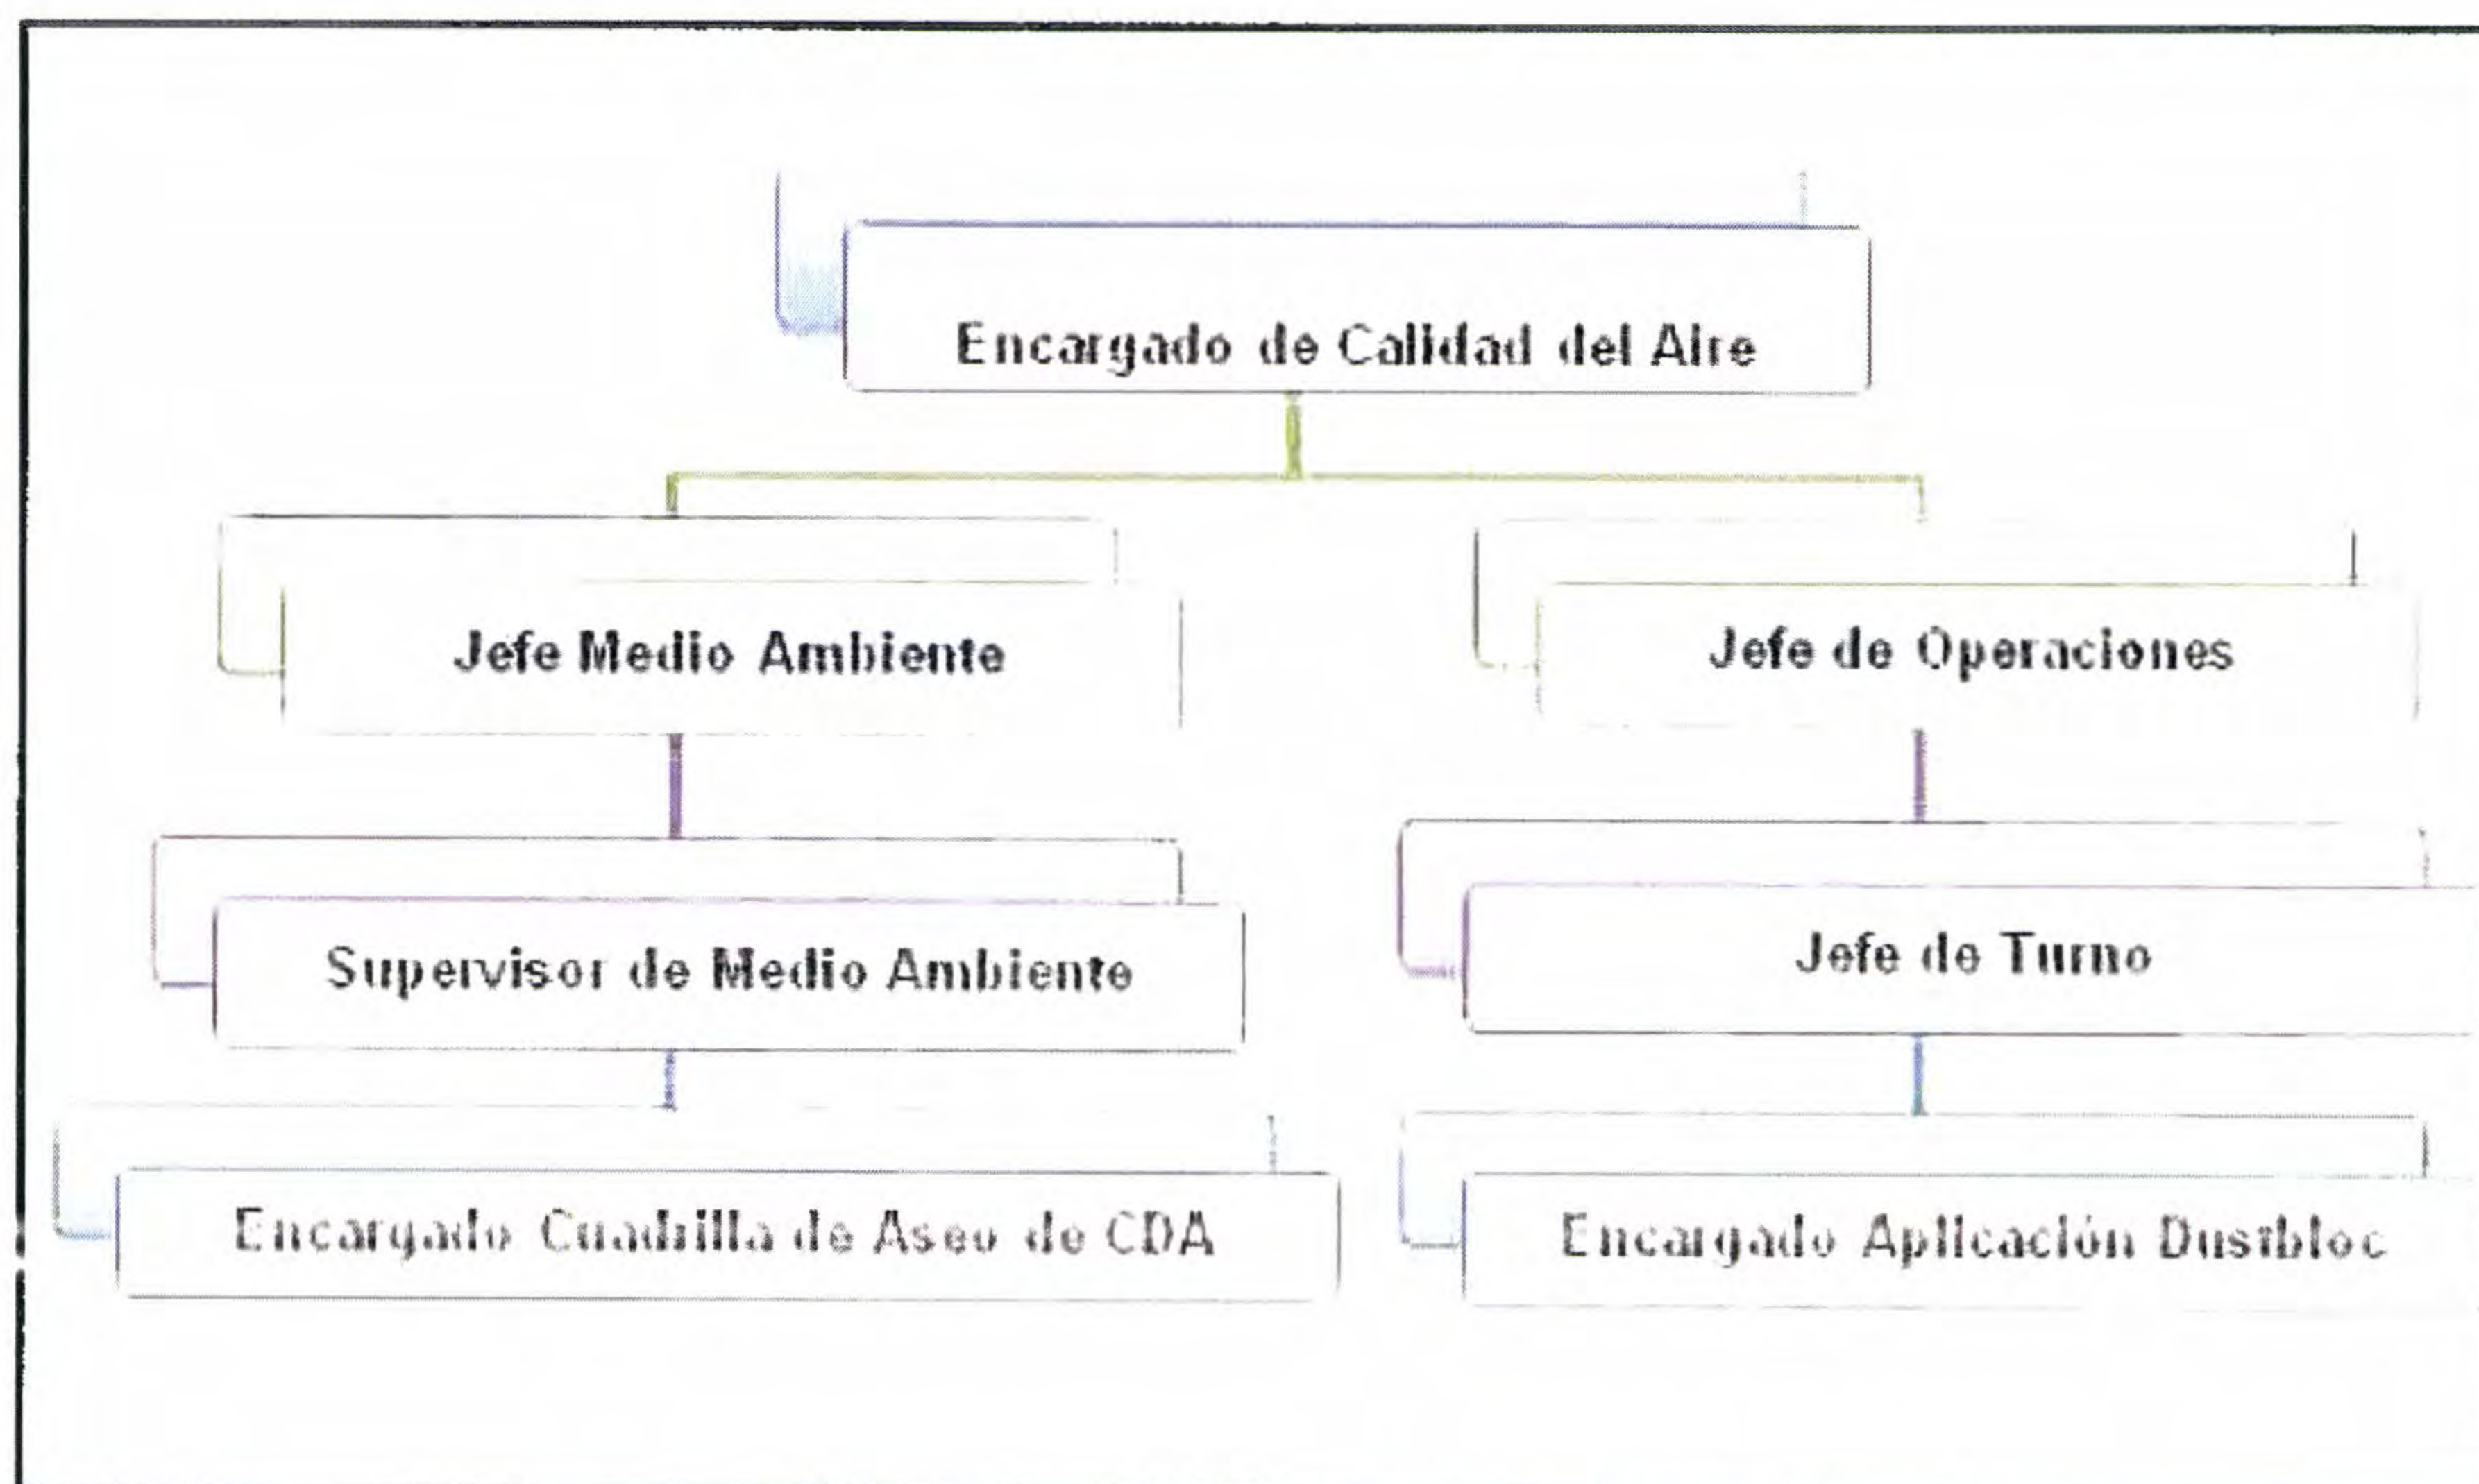 Encargado de Calidad del Aire
Jefe Medio Ambiente
Jefe de Operaciones
Supervisor de Medio Ambiente
Jefe de Turno
Encargado Cuadrilla de Aseo de CDA
Encargado Aplicación Dustbloc